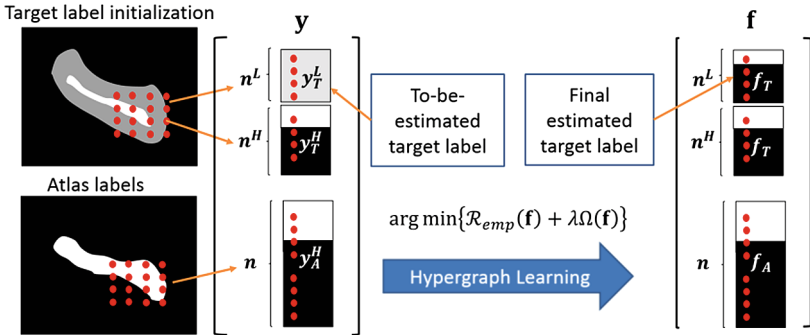 Target label initialization
y
f
n^L
y_T^L
n^H
y_T^H
To-be-
estimated
target label
Final
estimated
target label
n^L
f_T
n^H
f_T
Atlas labels
n
y_A^H
arg min{ℛ_emp(f) + λΩ(f)}
Hypergraph Learning
n
f_A